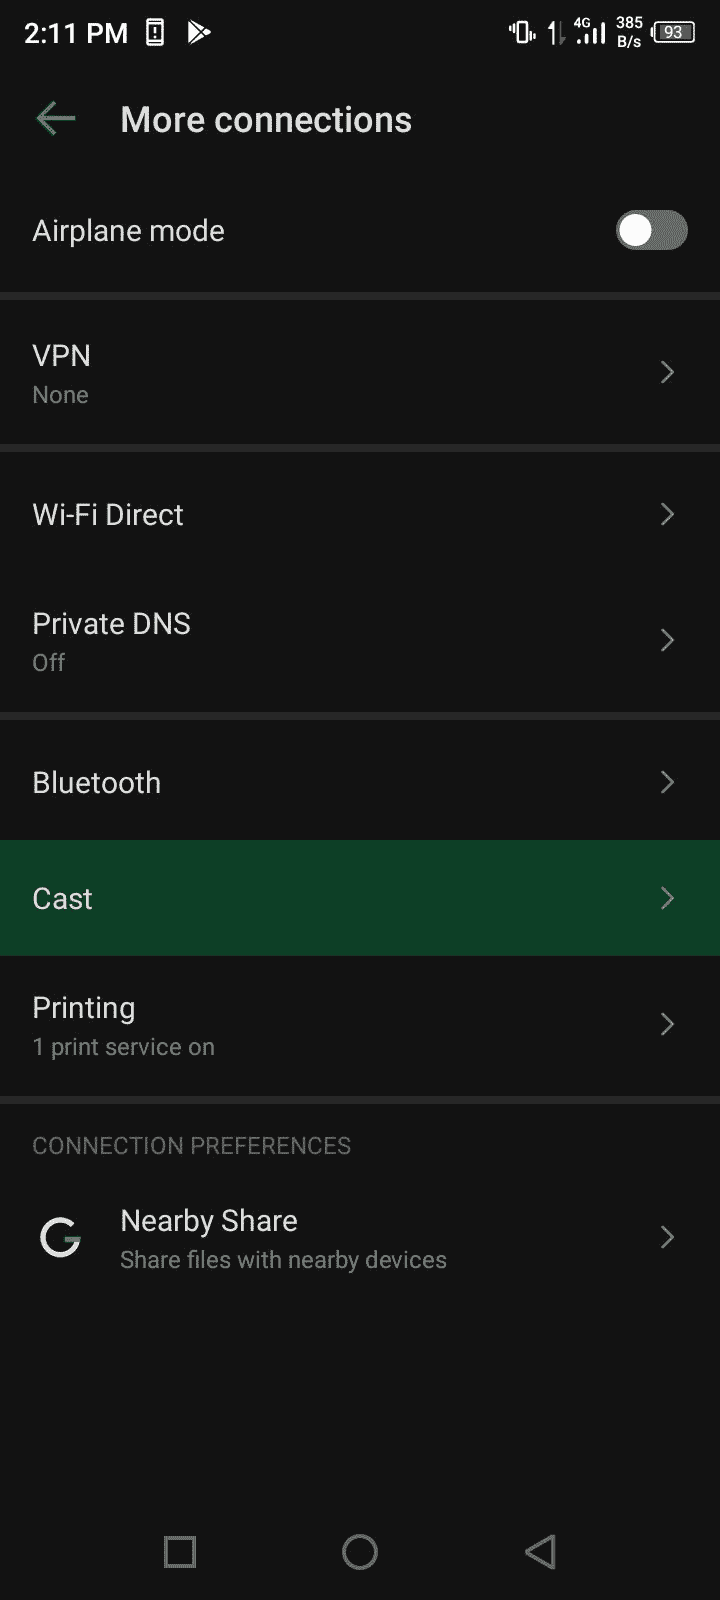 2:11 PM 4G 385 B/s 93
More connections
Airplane mode
VPN
None
Wi-Fi Direct
Private DNS
Off
Bluetooth
Cast
Printing
1 print service on
CONNECTION PREFERENCES
Nearby Share
Share files with nearby devices